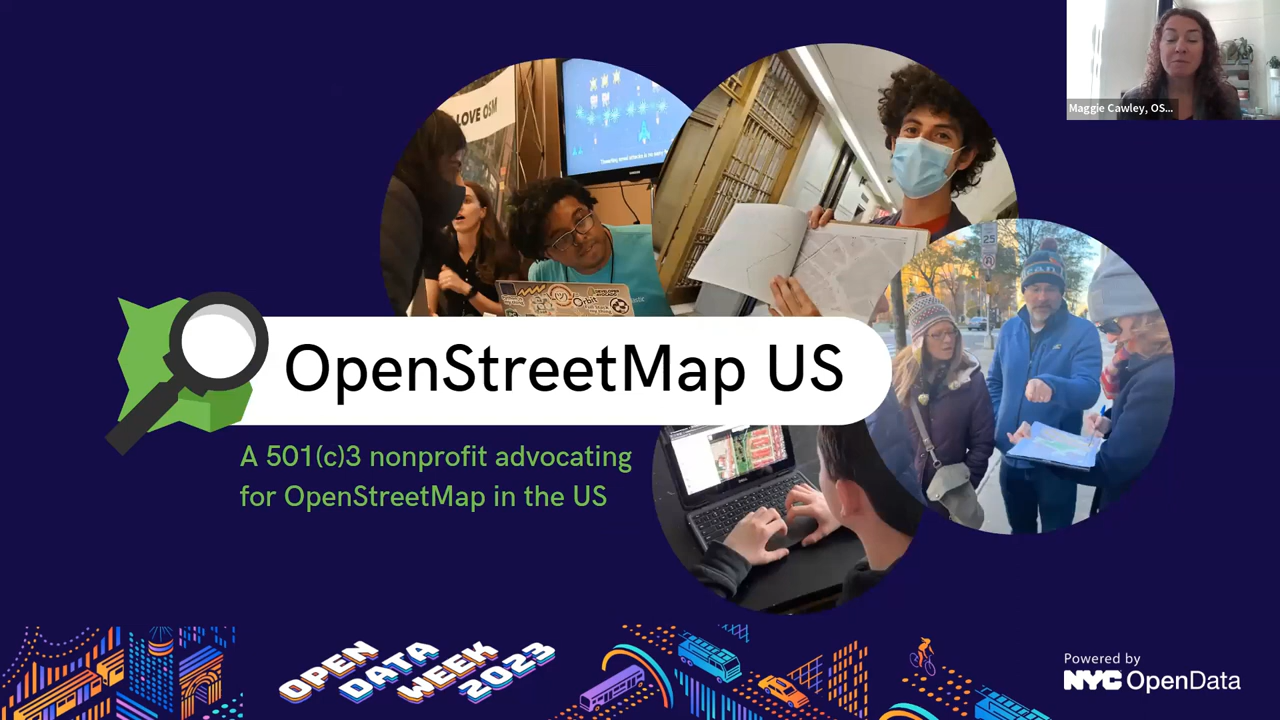 LOVE OSM
25
Orbit
Maggie Cawley, OS...
OpenStreetMap US
A 501(c)3 nonprofit advocating
for OpenStreetMap in the US
OPEN
DATA
WEEK
2023
Powered by
NYC OpenData